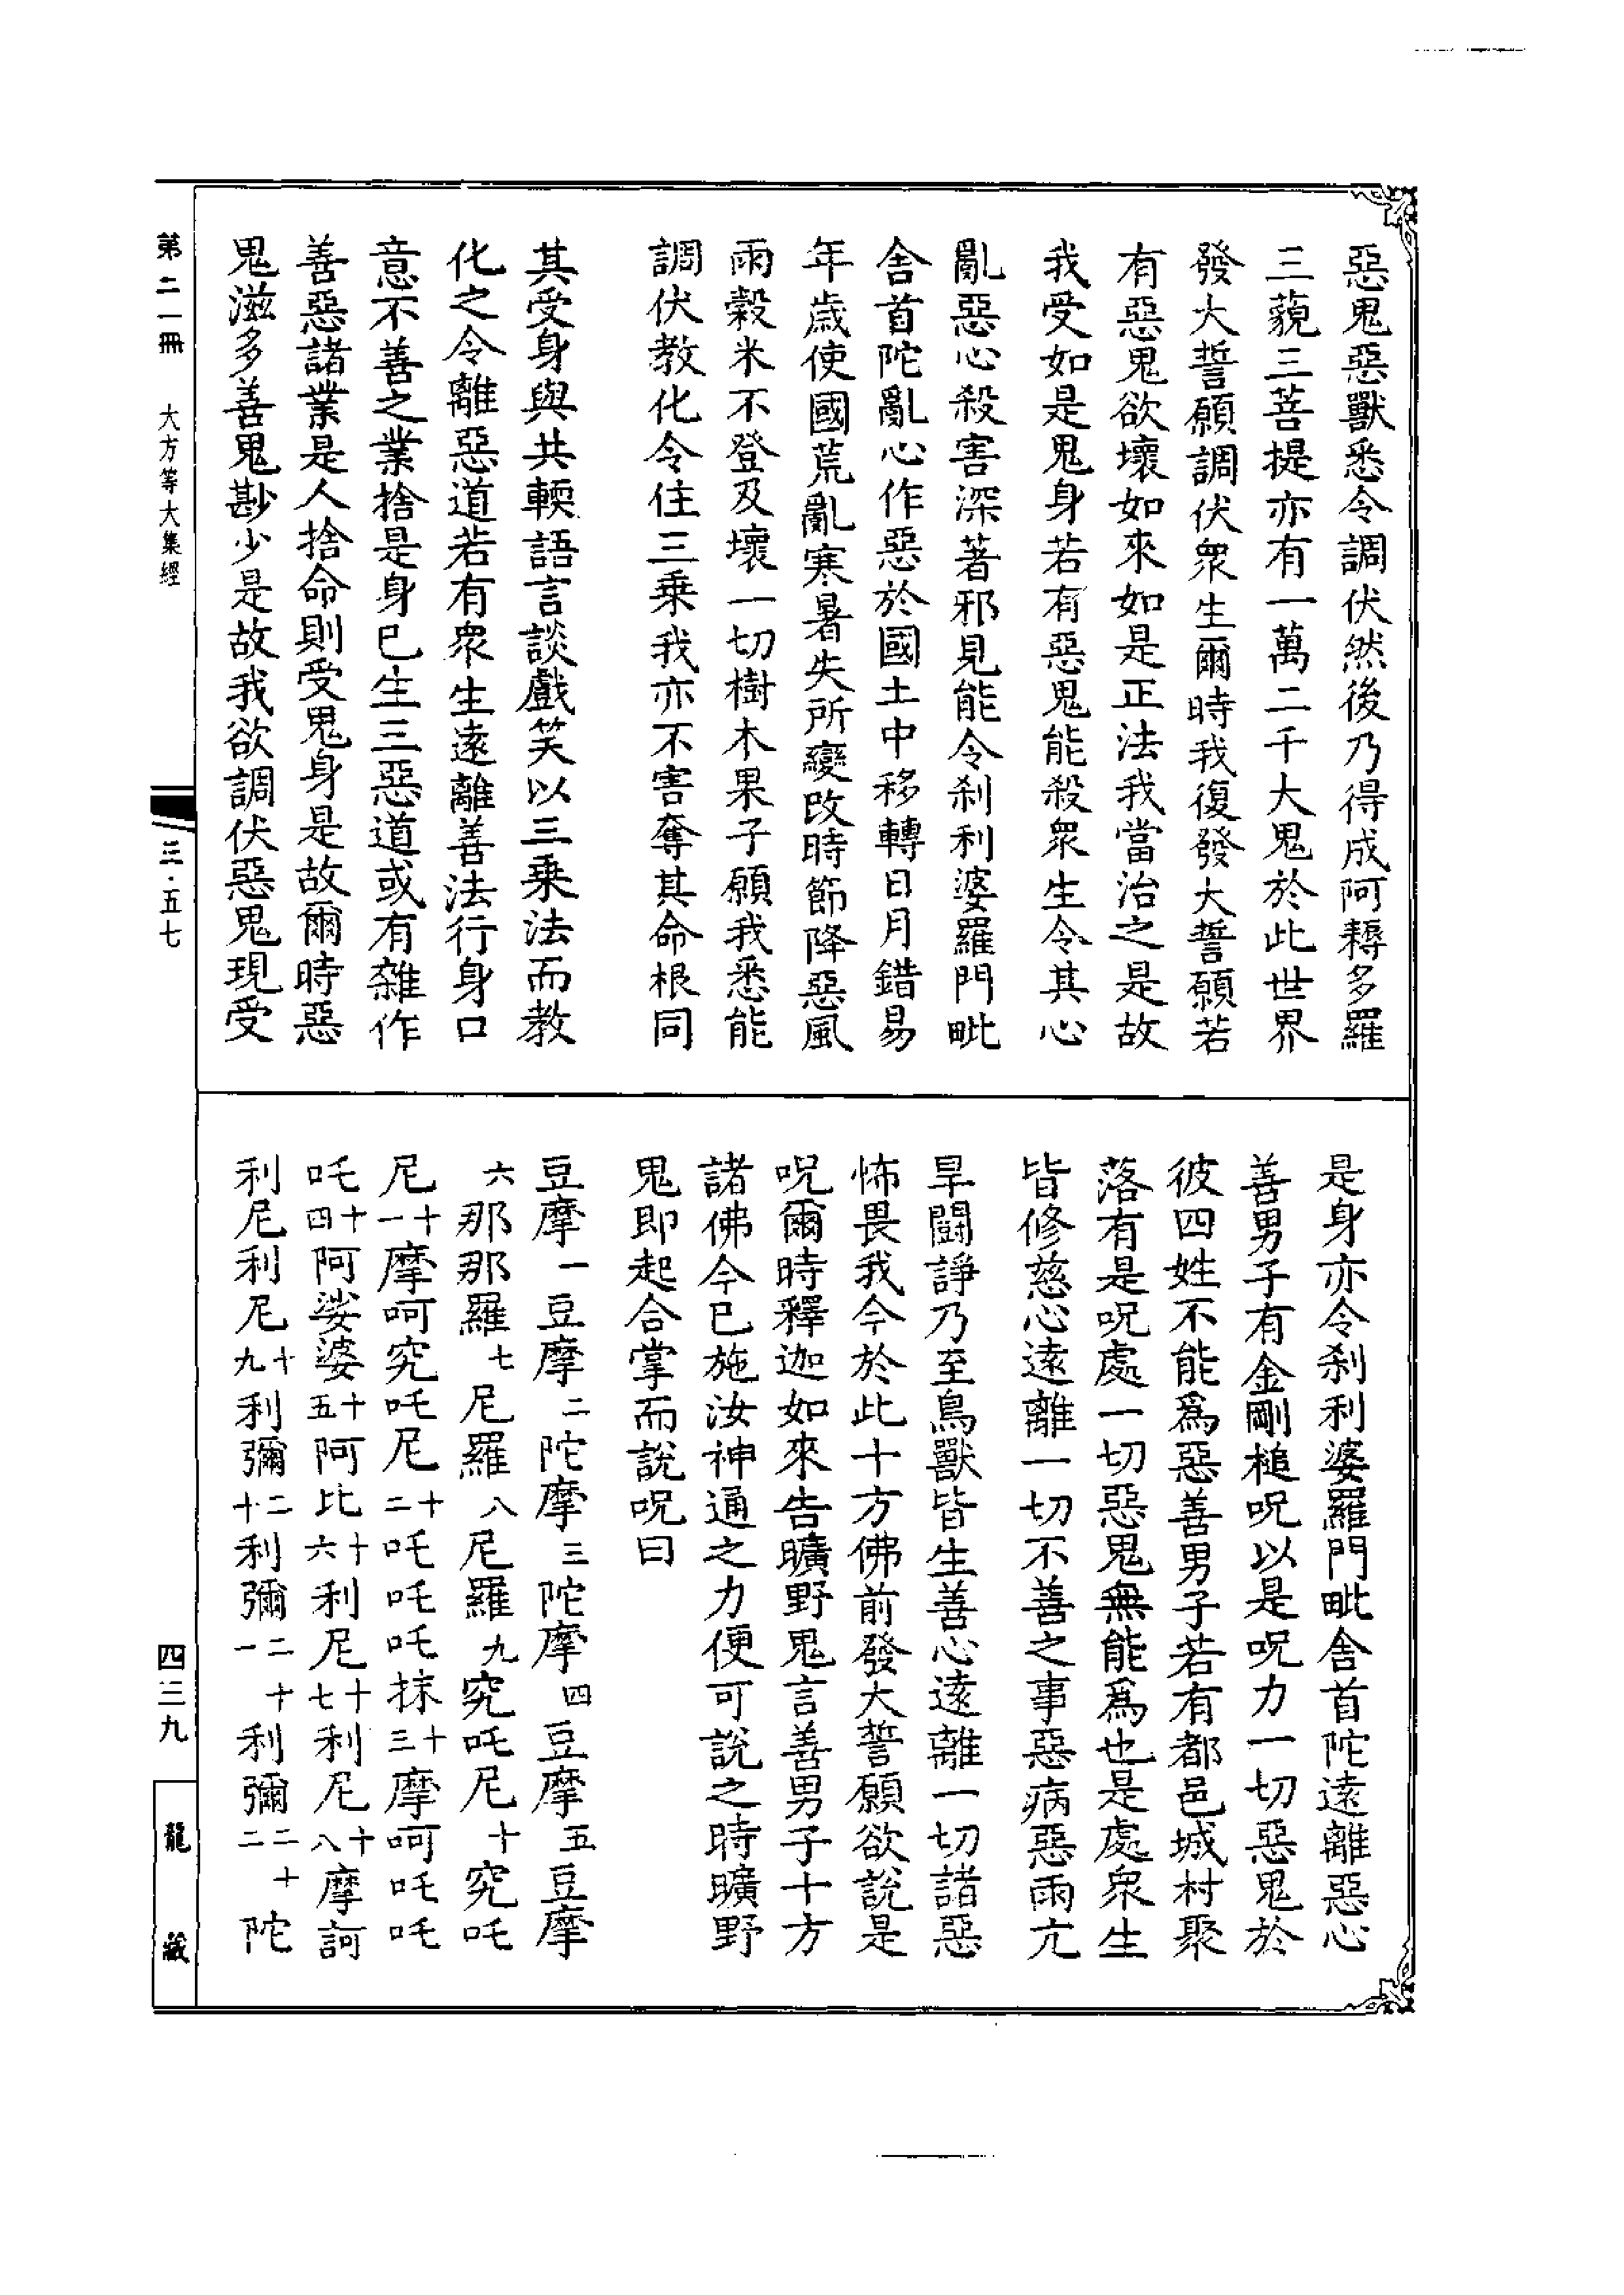 惡鬼惡獸悉令調伏然後乃得成阿耨多羅
三藐三菩提亦有一萬二千大鬼於此世界
發大誓願調伏衆生爾時我復發大誓願若
有惡鬼欲壞如來如是正法我當治之是故
我受如是鬼身若有惡鬼能殺衆生令其心
亂惡心殺害深著邪見能令刹利婆羅門毗
舍首陀亂心作惡於國土中移轉日月錯易
年歲使國荒亂寒暑失所變改時節降惡風
雨穀米不登及壞一切樹木果子願我悉能
調伏教化令住三乘我亦不害奪其命根同
其受身與共輭語言談戲笑以三乘法而教
化之令離惡道若有衆生遠離善法行身口
意不善之業捨是身已生三惡道或有雜作
善惡諸業是人捨命則受鬼身是故爾時惡
鬼滋多善鬼尠少是故我欲調伏惡鬼現受
是身亦令刹利婆羅門毗舍首陀遠離惡心
善男子有金剛槌呪以是呪力一切惡鬼於
彼四姓不能爲惡善男子若有都邑城村聚
落有是呪處一切惡鬼無能爲也是處衆生
皆修慈心遠離一切不善之事惡病惡雨亢
旱鬪諍乃至鳥獸皆生善心遠離一切諸惡
怖畏我今於此十方佛前發大誓願欲說是
呪爾時釋迦如來告曠野鬼言善男子十方
諸佛今已施汝神通之力便可說之時曠野
鬼即起合掌而說呪曰
豆摩一豆摩二陀摩三陀摩四豆摩五豆摩
六那那羅七尼羅八尼羅九究吒尼十究吒
尼十一摩呵究吒尼十二吒吒吒抹十三摩呵吒吒
吒十四阿娑婆十五阿比十六利尼十七利尼十八摩訶
利尼利尼十九利彌二十利彌二十一利彌二十二陀
第二一冊 大方等大集經
三·五七
四三九
龍藏